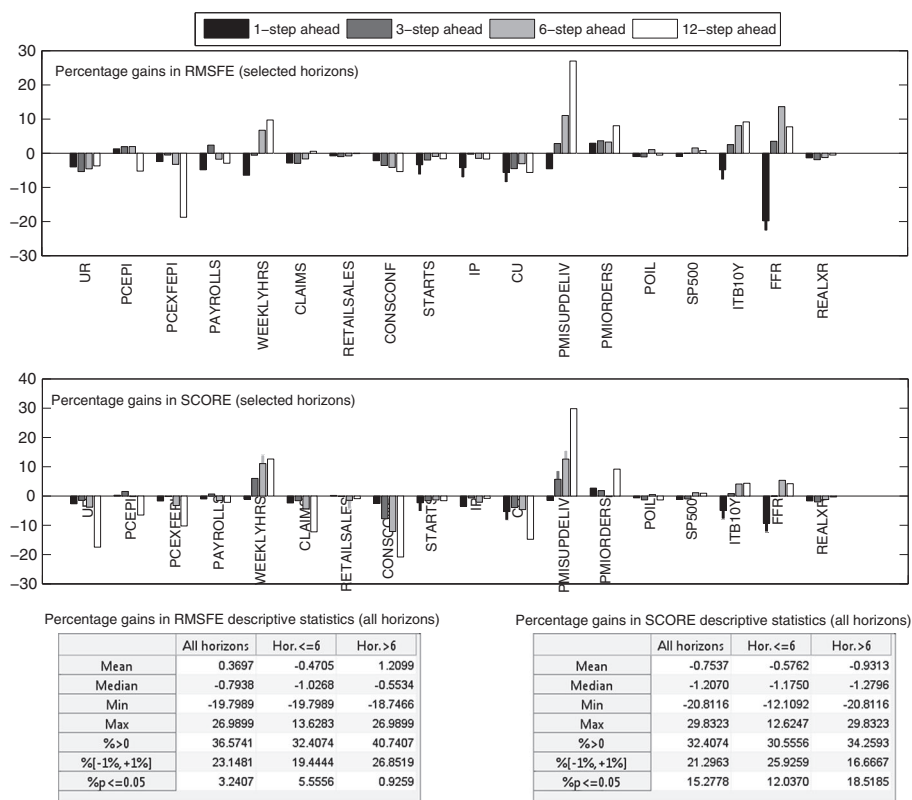 1−step ahead 3−step ahead 6−step ahead 12−step ahead
Percentage gains in RMSFE (selected horizons)
30
20
10
0
−10
−20
−30
UR PCEPI PCEXFEPI PAYROLLS WEEKLYHRS CLAIMS RETAILSALES CONSCONF STARTS IP CU PMISUPDELIV PMIORDERS POIL SP500 ITB10Y FFR REALXR
Percentage gains in SCORE (selected horizons)
40
30
20
10
0
−10
−20
−30
UR PCEPI PCEXFEPI PAYROLLS WEEKLYHRS CLAIMS RETAILSALES CONSCONF STARTS IP CU PMISUPDELIV PMIORDERS POIL SP500 ITB10Y FFR REALXR
Percentage gains in RMSFE descriptive statistics (all horizons)
All horizons Hor.<=6 Hor.>6
Mean 0.3697 -0.4705 1.2099
Median -0.7938 -1.0268 -0.5534
Min -19.7989 -19.7989 -18.7466
Max 26.9899 13.6283 26.9899
%>0 36.5741 32.4074 40.7407
%[-1%,+1%] 23.1481 19.4444 26.8519
%p<=0.05 3.2407 5.5556 0.9259
Percentage gains in SCORE descriptive statistics (all horizons)
All horizons Hor.<=6 Hor.>6
Mean -0.7537 -0.5762 -0.9313
Median -1.2070 -1.1750 -1.2796
Min -20.8116 -12.1092 -20.8116
Max 29.8323 12.6247 29.8323
%>0 32.4074 30.5556 34.2593
%[-1%,+1%] 21.2963 25.9259 16.6667
%p<=0.05 15.2778 12.0370 18.5185